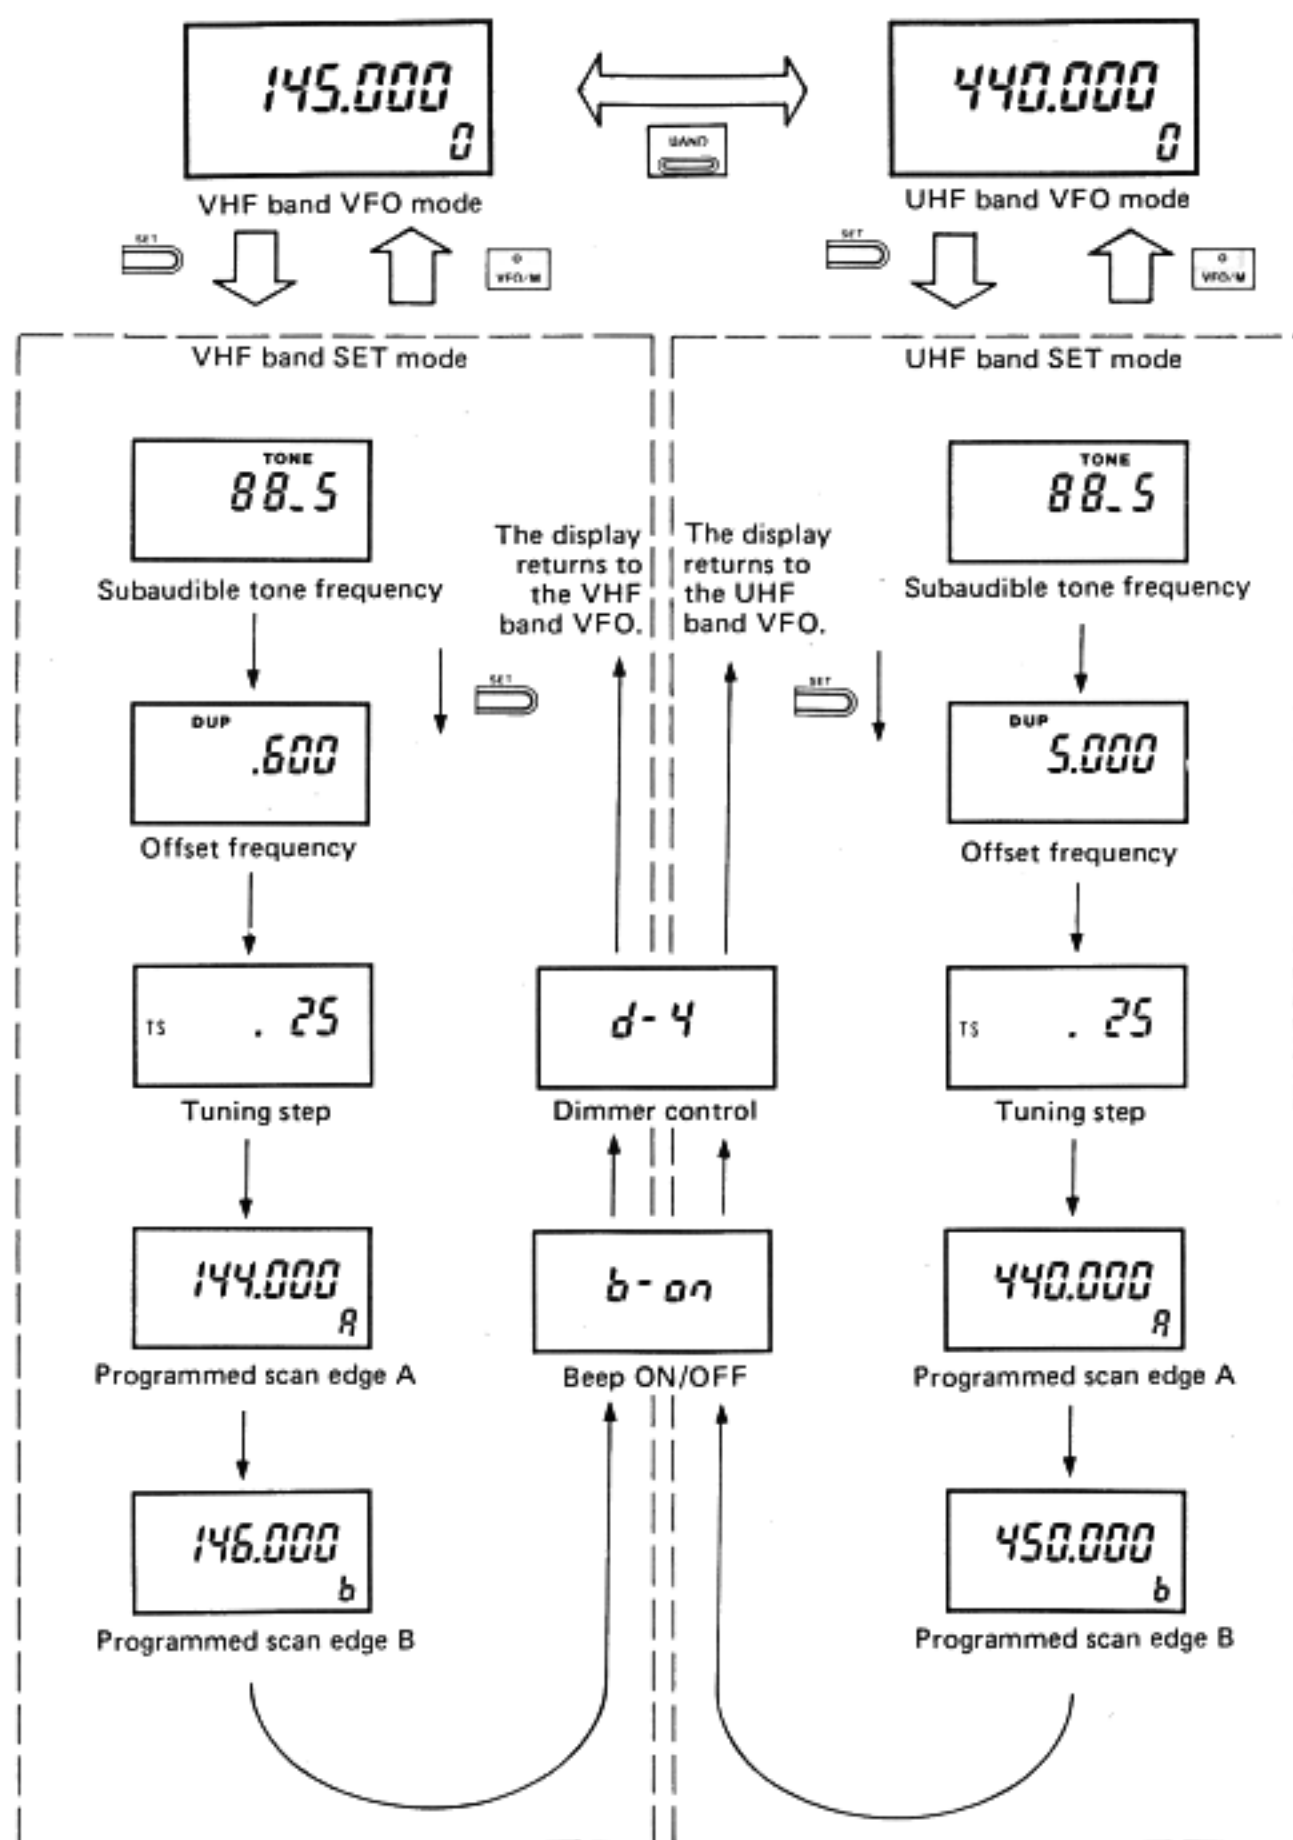 145.000
0
VHF band VFO mode
BAND
440.000
0
UHF band VFO mode
SET
VFO/M
SET
VFO/M
VHF band SET mode
TONE
88_5
Subaudible tone frequency
DUP
.600
Offset frequency
TS . 25
Tuning step
144.000
A
Programmed scan edge A
146.000
b
Programmed scan edge B
The display
returns to
the VHF
band VFO.
SET
d-4
Dimmer control
b-on
Beep ON/OFF
UHF band SET mode
The display
returns to
the UHF
band VFO.
SET
TONE
88_5
Subaudible tone frequency
DUP
5.000
Offset frequency
TS . 25
Tuning step
440.000
A
Programmed scan edge A
450.000
b
Programmed scan edge B